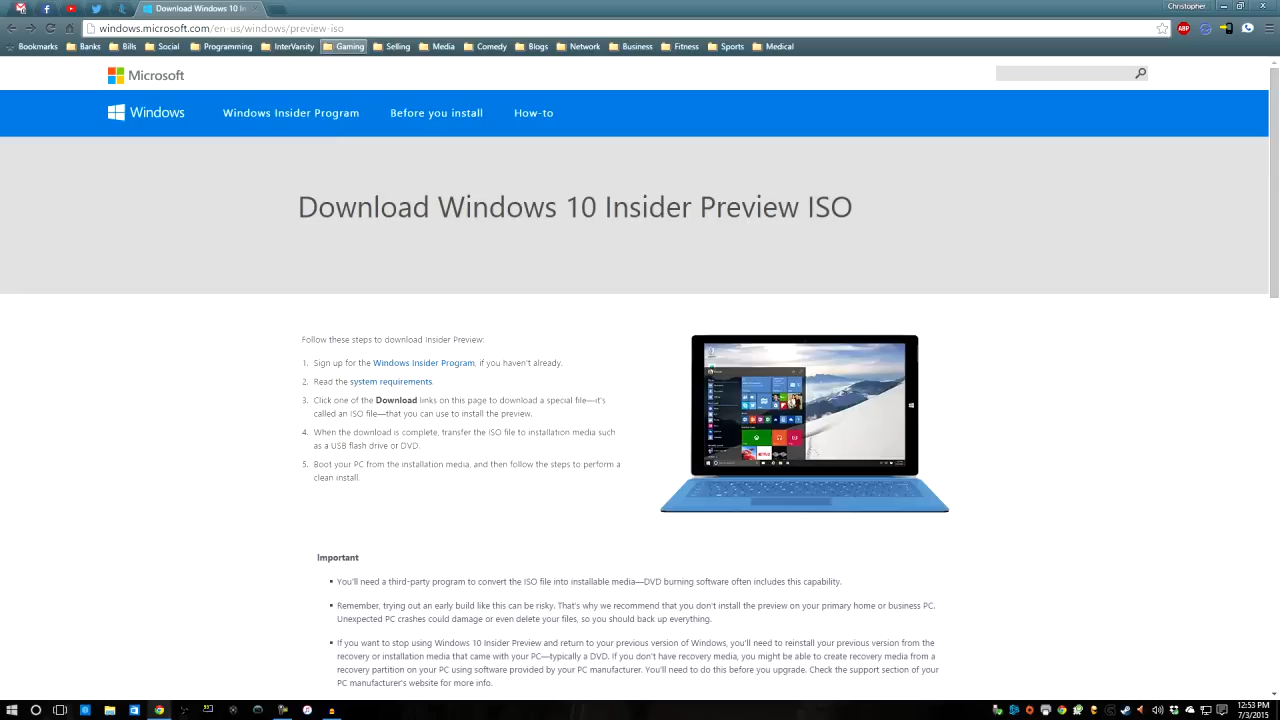 Download Windows 10 In
Christopher
windows.microsoft.com/en-us/windows/preview-iso
Bookmarks Banks Bills Social Programming InterVarsity Gaming Selling Media Comedy Blogs Network Business Fitness Sports Medical
Microsoft
Windows Windows Insider Program Before you install How-to
Download Windows 10 Insider Preview ISO
Follow these steps to download Insider Preview:
1. Sign up for the Windows Insider Program, if you haven't already.
2. Read the system requirements.
3. Click one of the Download links on this page to download a special file—it's
called an ISO file—that you can use to install the preview.
4. When the download is complete, transfer the ISO file to installation media such
as a USB flash drive or DVD.
5. Boot your PC from the installation media, and then follow the steps to perform a
clean install.
Important
You'll need a third-party program to convert the ISO file into installable media—DVD burning software often includes this capability.
Remember, trying out an early build like this can be risky. That's why we recommend that you don't install the preview on your primary home or business PC.
Unexpected PC crashes could damage or even delete your files, so you should back up everything.
If you want to stop using Windows 10 Insider Preview and return to your previous version of Windows, you'll need to reinstall your previous version from the
recovery or installation media that came with your PC—typically a DVD. If you don't have recovery media, you might be able to create recovery media from a
recovery partition on your PC using software provided by your PC manufacturer. You'll need to do this before you upgrade. Check the support section of your
PC manufacturer's website for more info.
12:53 PM
7/3/2015